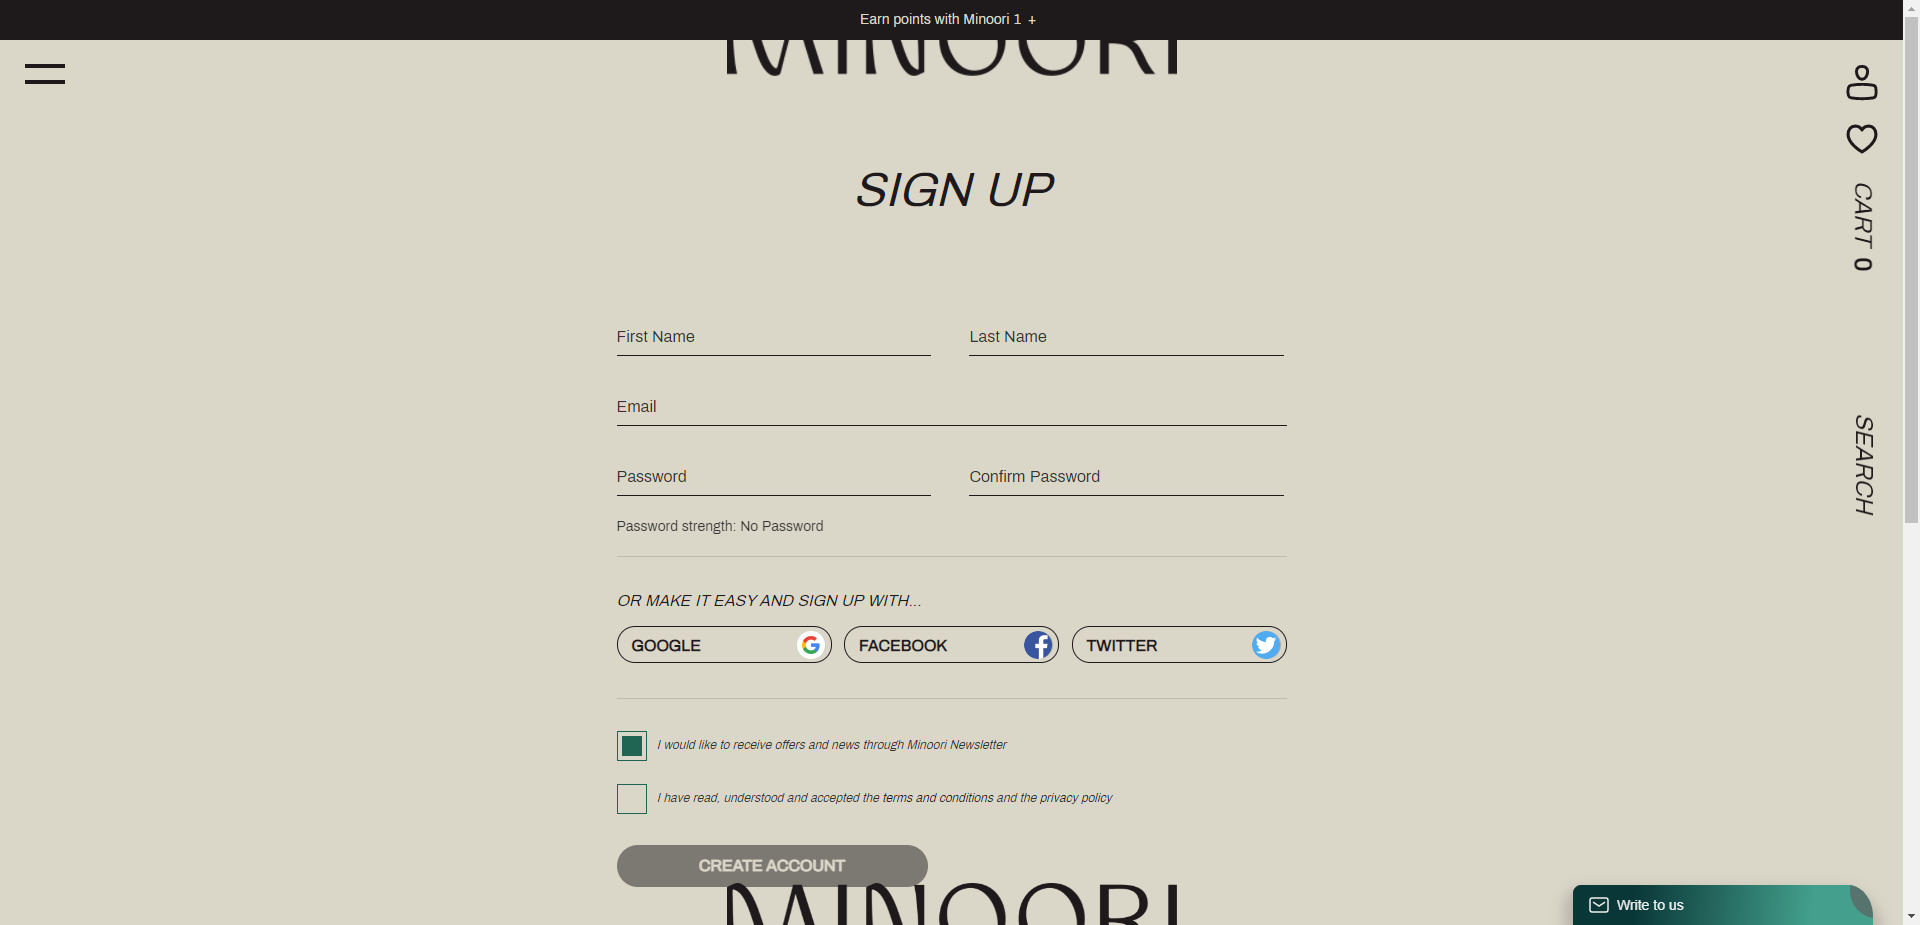 Earn points with Minoori 1 +
MINOORI
SIGN UP
CART 0
SEARCH
First Name
Last Name
Email
Password
Confirm Password
Password strength: No Password
OR MAKE IT EASY AND SIGN UP WITH...
GOOGLE
FACEBOOK
TWITTER
I would like to receive offers and news through Minoori Newsletter
I have read, understood and accepted the terms and conditions and the privacy policy
CREATE ACCOUNT
MINOORI
Write to us